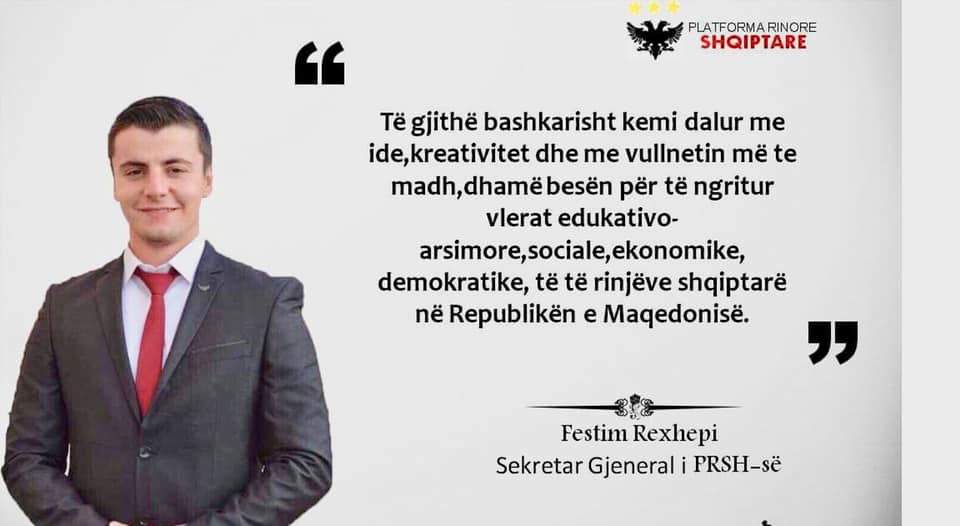 PLATFORMA RINORE
SHQIPTARE
“
Të gjithë bashkarisht kemi dalur me
ide,kreativitet dhe me vullnetin më te
madh,dhamë besën për të ngritur
vlerat edukativo-
arsimore,sociale,ekonomike,
demokratike, të të rinjëve shqiptarë
në Republikën e Maqedonisë.
”
Festim Rexhepi
Sekretar Gjeneral i PRSH-së